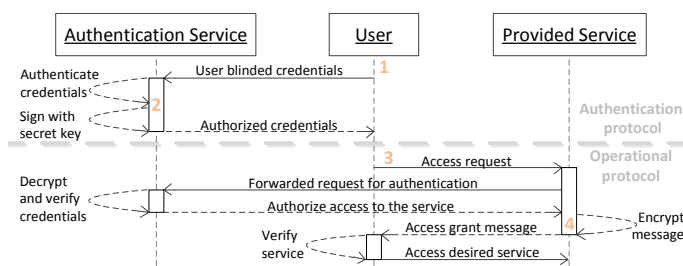 Authentication Service
User
Provided Service
1
User blinded credentials
Authenticate
credentials
2
Sign with
secret key
Authorized credentials
Authentication
protocol
3
Access request
Operational
protocol
Forwarded request for authentication
Decrypt
and verify
credentials
Authorize access to the service
4
Encrypt
message
Access grant message
Verify
service
Access desired service